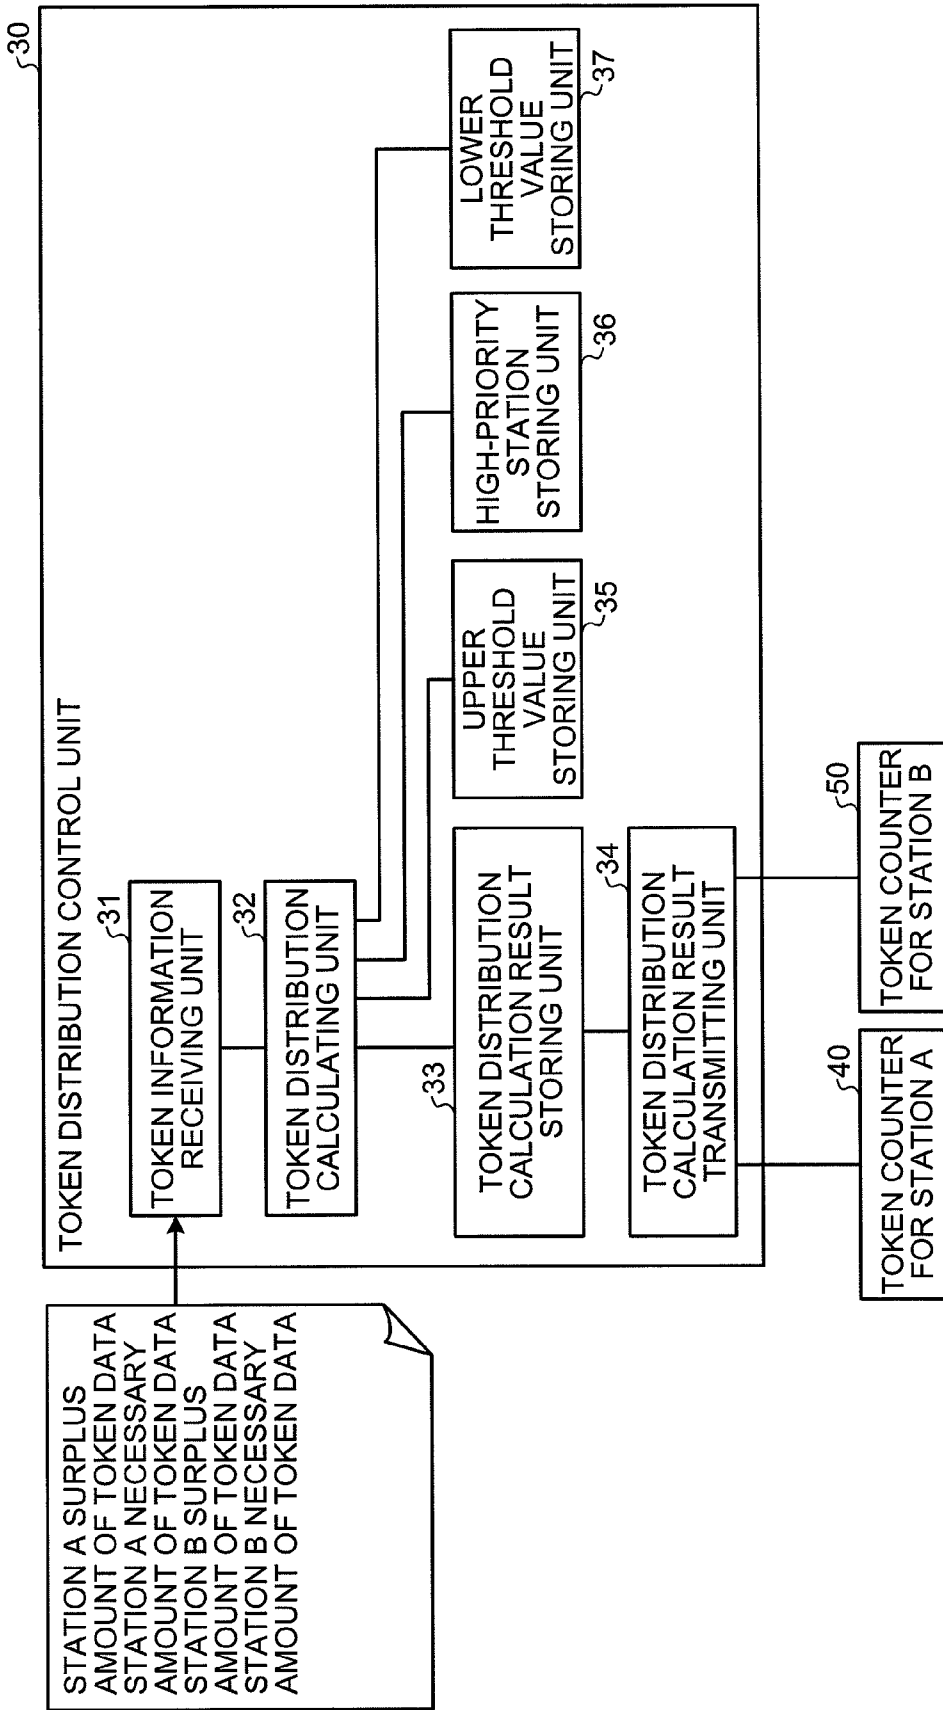 30
TOKEN DISTRIBUTION CONTROL UNIT
STATION A SURPLUS
AMOUNT OF TOKEN DATA
STATION A NECESSARY
AMOUNT OF TOKEN DATA
STATION B SURPLUS
AMOUNT OF TOKEN DATA
STATION B NECESSARY
AMOUNT OF TOKEN DATA
31
TOKEN INFORMATION
RECEIVING UNIT
32
TOKEN DISTRIBUTION
CALCULATING UNIT
33
TOKEN DISTRIBUTION
CALCULATION RESULT
STORING UNIT
UPPER
THRESHOLD
VALUE
STORING UNIT
35
HIGH-PRIORITY
STATION
STORING UNIT
36
LOWER
THRESHOLD
VALUE
STORING UNIT
37
34
TOKEN DISTRIBUTION
CALCULATION RESULT
TRANSMITTING UNIT
40
TOKEN COUNTER
FOR STATION A
50
TOKEN COUNTER
FOR STATION B